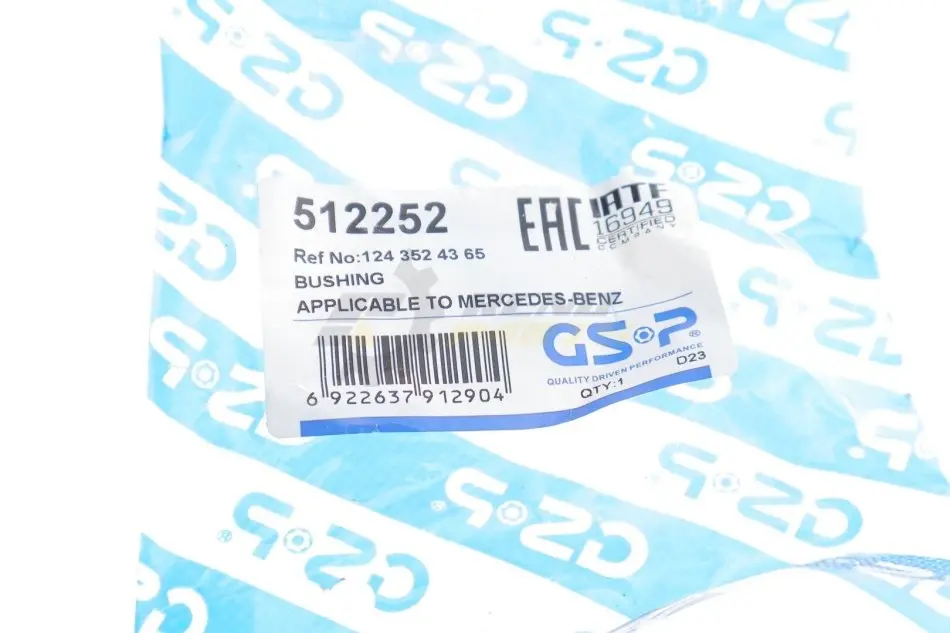 512252
EAC
IATF
16949
CERTIFIED
COMPANY
Ref No:124 352 43 65
BUSHING
APPLICABLE TO MERCEDES-BENZ
GSP®
QUALITY DRIVEN PERFORMANCE
D23
QTY:1
6 922637 912904